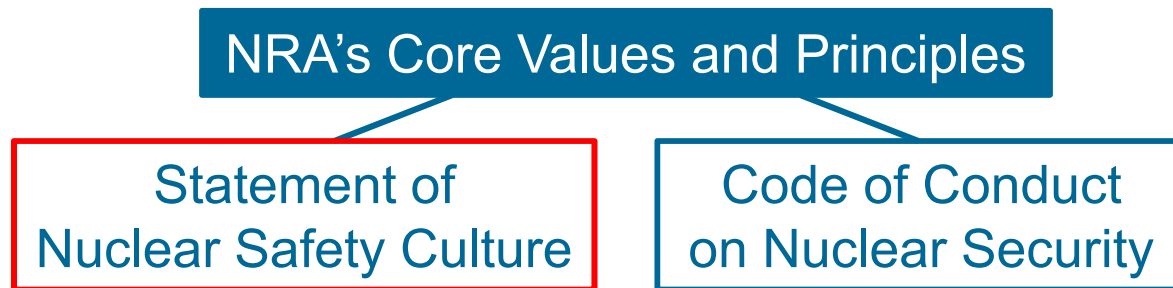 NRA's Core Values and Principles
Statement of
Nuclear Safety Culture
Code of Conduct
on Nuclear Security